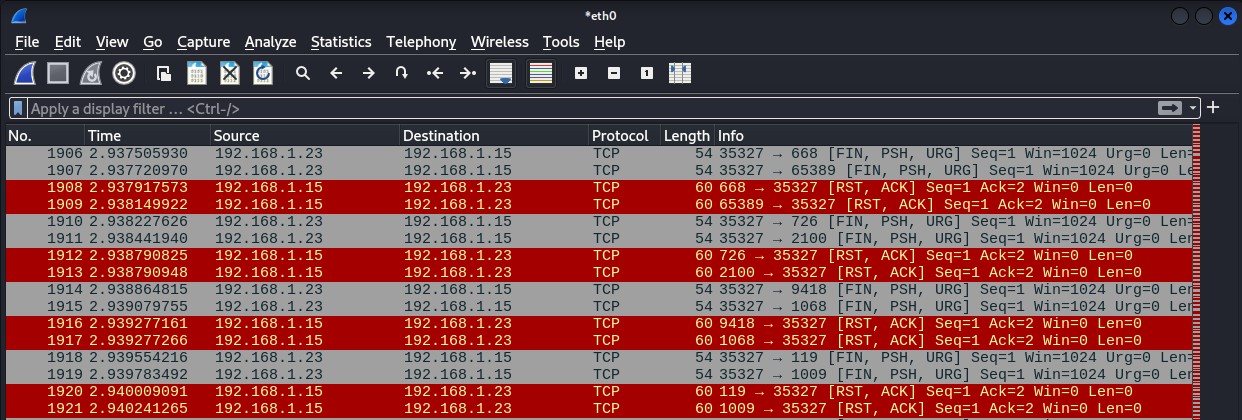 *eth0
File Edit View Go Capture Analyze Statistics Telephony Wireless Tools Help
Apply a display filter ... <Ctrl-/>
No. Time Source Destination Protocol Length Info
1906 2.937505930 192.168.1.23 192.168.1.15 TCP 54 35327 → 668 [FIN, PSH, URG] Seq=1 Win=1024 Urg=0 Len=
1907 2.937720970 192.168.1.23 192.168.1.15 TCP 54 35327 → 65389 [FIN, PSH, URG] Seq=1 Win=1024 Urg=0 Le
1908 2.937917573 192.168.1.15 192.168.1.23 TCP 60 668 → 35327 [RST, ACK] Seq=1 Ack=2 Win=0 Len=0
1909 2.938149922 192.168.1.15 192.168.1.23 TCP 60 65389 → 35327 [RST, ACK] Seq=1 Ack=2 Win=0 Len=0
1910 2.938227626 192.168.1.23 192.168.1.15 TCP 54 35327 → 726 [FIN, PSH, URG] Seq=1 Win=1024 Urg=0 Len=
1911 2.938441940 192.168.1.23 192.168.1.15 TCP 54 35327 → 2100 [FIN, PSH, URG] Seq=1 Win=1024 Urg=0 Len
1912 2.938790825 192.168.1.15 192.168.1.23 TCP 60 726 → 35327 [RST, ACK] Seq=1 Ack=2 Win=0 Len=0
1913 2.938790948 192.168.1.15 192.168.1.23 TCP 60 2100 → 35327 [RST, ACK] Seq=1 Ack=2 Win=0 Len=0
1914 2.938864815 192.168.1.23 192.168.1.15 TCP 54 35327 → 9418 [FIN, PSH, URG] Seq=1 Win=1024 Urg=0 Len
1915 2.939079755 192.168.1.23 192.168.1.15 TCP 54 35327 → 1068 [FIN, PSH, URG] Seq=1 Win=1024 Urg=0 Len
1916 2.939277161 192.168.1.15 192.168.1.23 TCP 60 9418 → 35327 [RST, ACK] Seq=1 Ack=2 Win=0 Len=0
1917 2.939277266 192.168.1.15 192.168.1.23 TCP 60 1068 → 35327 [RST, ACK] Seq=1 Ack=2 Win=0 Len=0
1918 2.939554216 192.168.1.23 192.168.1.15 TCP 54 35327 → 119 [FIN, PSH, URG] Seq=1 Win=1024 Urg=0 Len=
1919 2.939783492 192.168.1.23 192.168.1.15 TCP 54 35327 → 1009 [FIN, PSH, URG] Seq=1 Win=1024 Urg=0 Len
1920 2.940009091 192.168.1.15 192.168.1.23 TCP 60 119 → 35327 [RST, ACK] Seq=1 Ack=2 Win=0 Len=0
1921 2.940241265 192.168.1.15 192.168.1.23 TCP 60 1009 → 35327 [RST, ACK] Seq=1 Ack=2 Win=0 Len=0